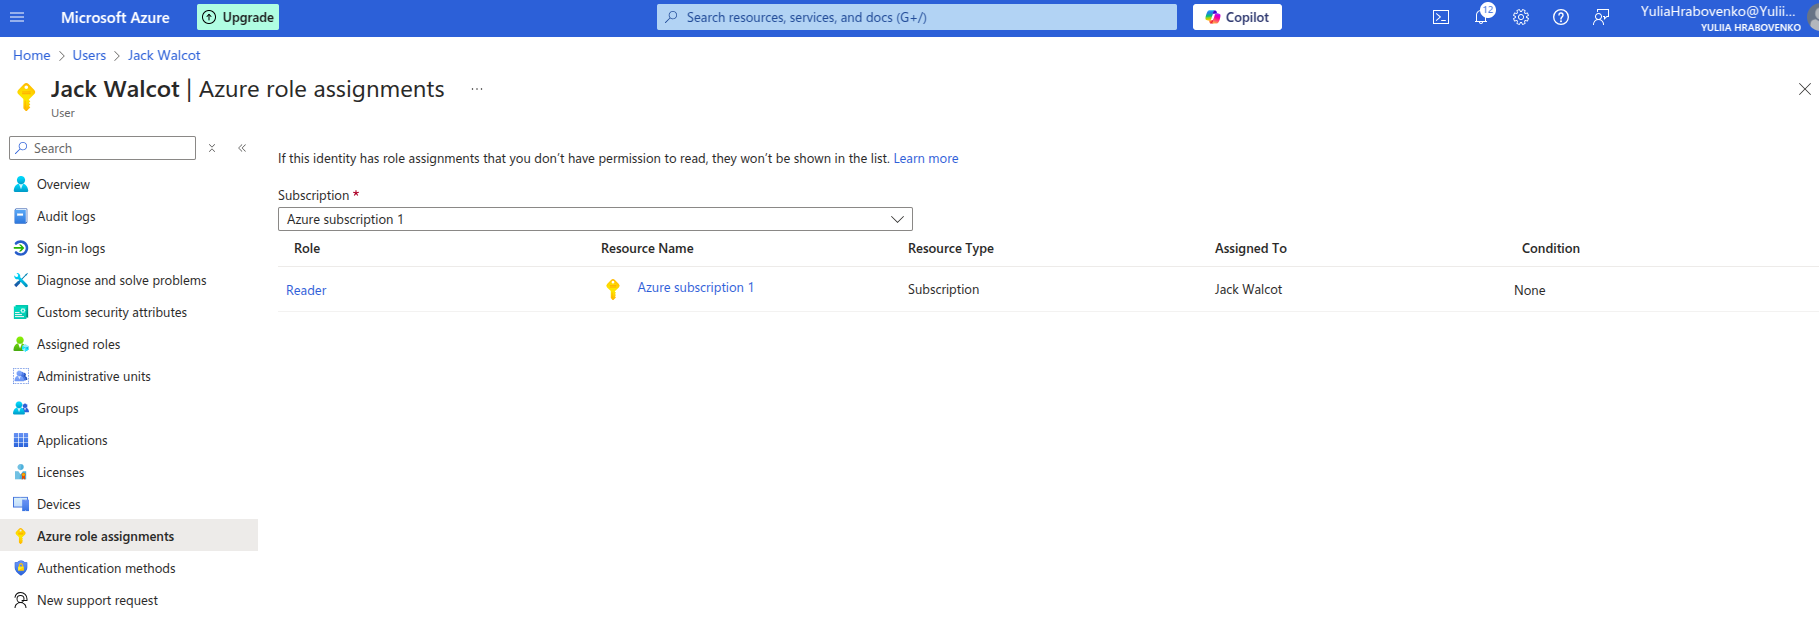 Microsoft Azure
Upgrade
Search resources, services, and docs (G+/)
Copilot
12
YuliaHrabovenko@Yulii...
YULIIA HRABOVENKO
Home > Users > Jack Walcot
Jack Walcot | Azure role assignments ...
User
Search
Overview
Audit logs
Sign-in logs
Diagnose and solve problems
Custom security attributes
Assigned roles
Administrative units
Groups
Applications
Licenses
Devices
Azure role assignments
Authentication methods
New support request
If this identity has role assignments that you don't have permission to read, they won't be shown in the list. Learn more
Subscription *
Azure subscription 1
Role Resource Name Resource Type Assigned To Condition
Reader Azure subscription 1 Subscription Jack Walcot None